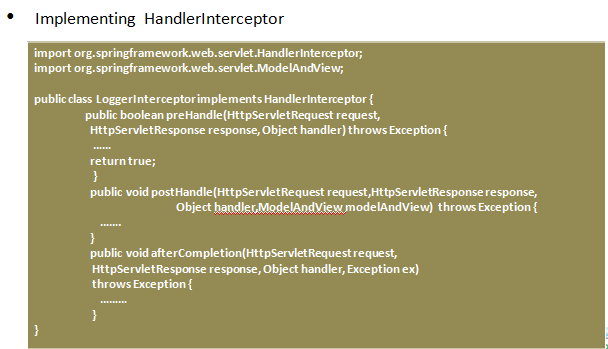 • Implementing HandlerInterceptor
import org.springframework.web.servlet.HandlerInterceptor;
import org.springframework.web.servlet.ModelAndView;
public class LoggerInterceptor implements HandlerInterceptor {
public boolean preHandle(HttpServletRequest request,
HttpServletResponse response, Object handler) throws Exception {
......
return true;
}
public void postHandle(HttpServletRequest request,HttpServletResponse response,
Object handler,ModelAndView modelAndView) throws Exception {
.......
}
public void afterCompletion(HttpServletRequest request,
HttpServletResponse response, Object handler, Exception ex)
throws Exception {
.........
}
}